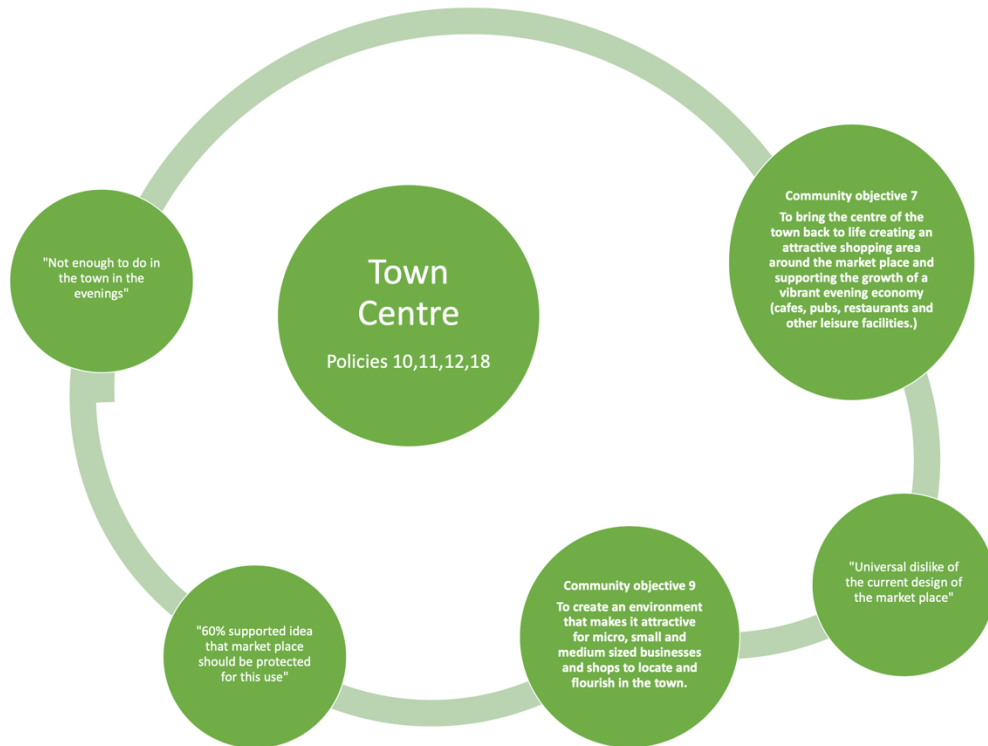 Town
Centre
Policies 10,11,12,18
Community objective 7
To bring the centre of the
town back to life creating an
attractive shopping area
around the market place and
supporting the growth of a
vibrant evening economy
(cafes, pubs, restaurants and
other leisure facilities.)
"Universal dislike of
the current design of
the market place"
Community objective 9
To create an environment
that makes it attractive
for micro, small and
medium sized businesses
and shops to locate and
flourish in the town.
"60% supported idea
that market place
should be protected
for this use"
"Not enough to do in
the town in the
evenings"